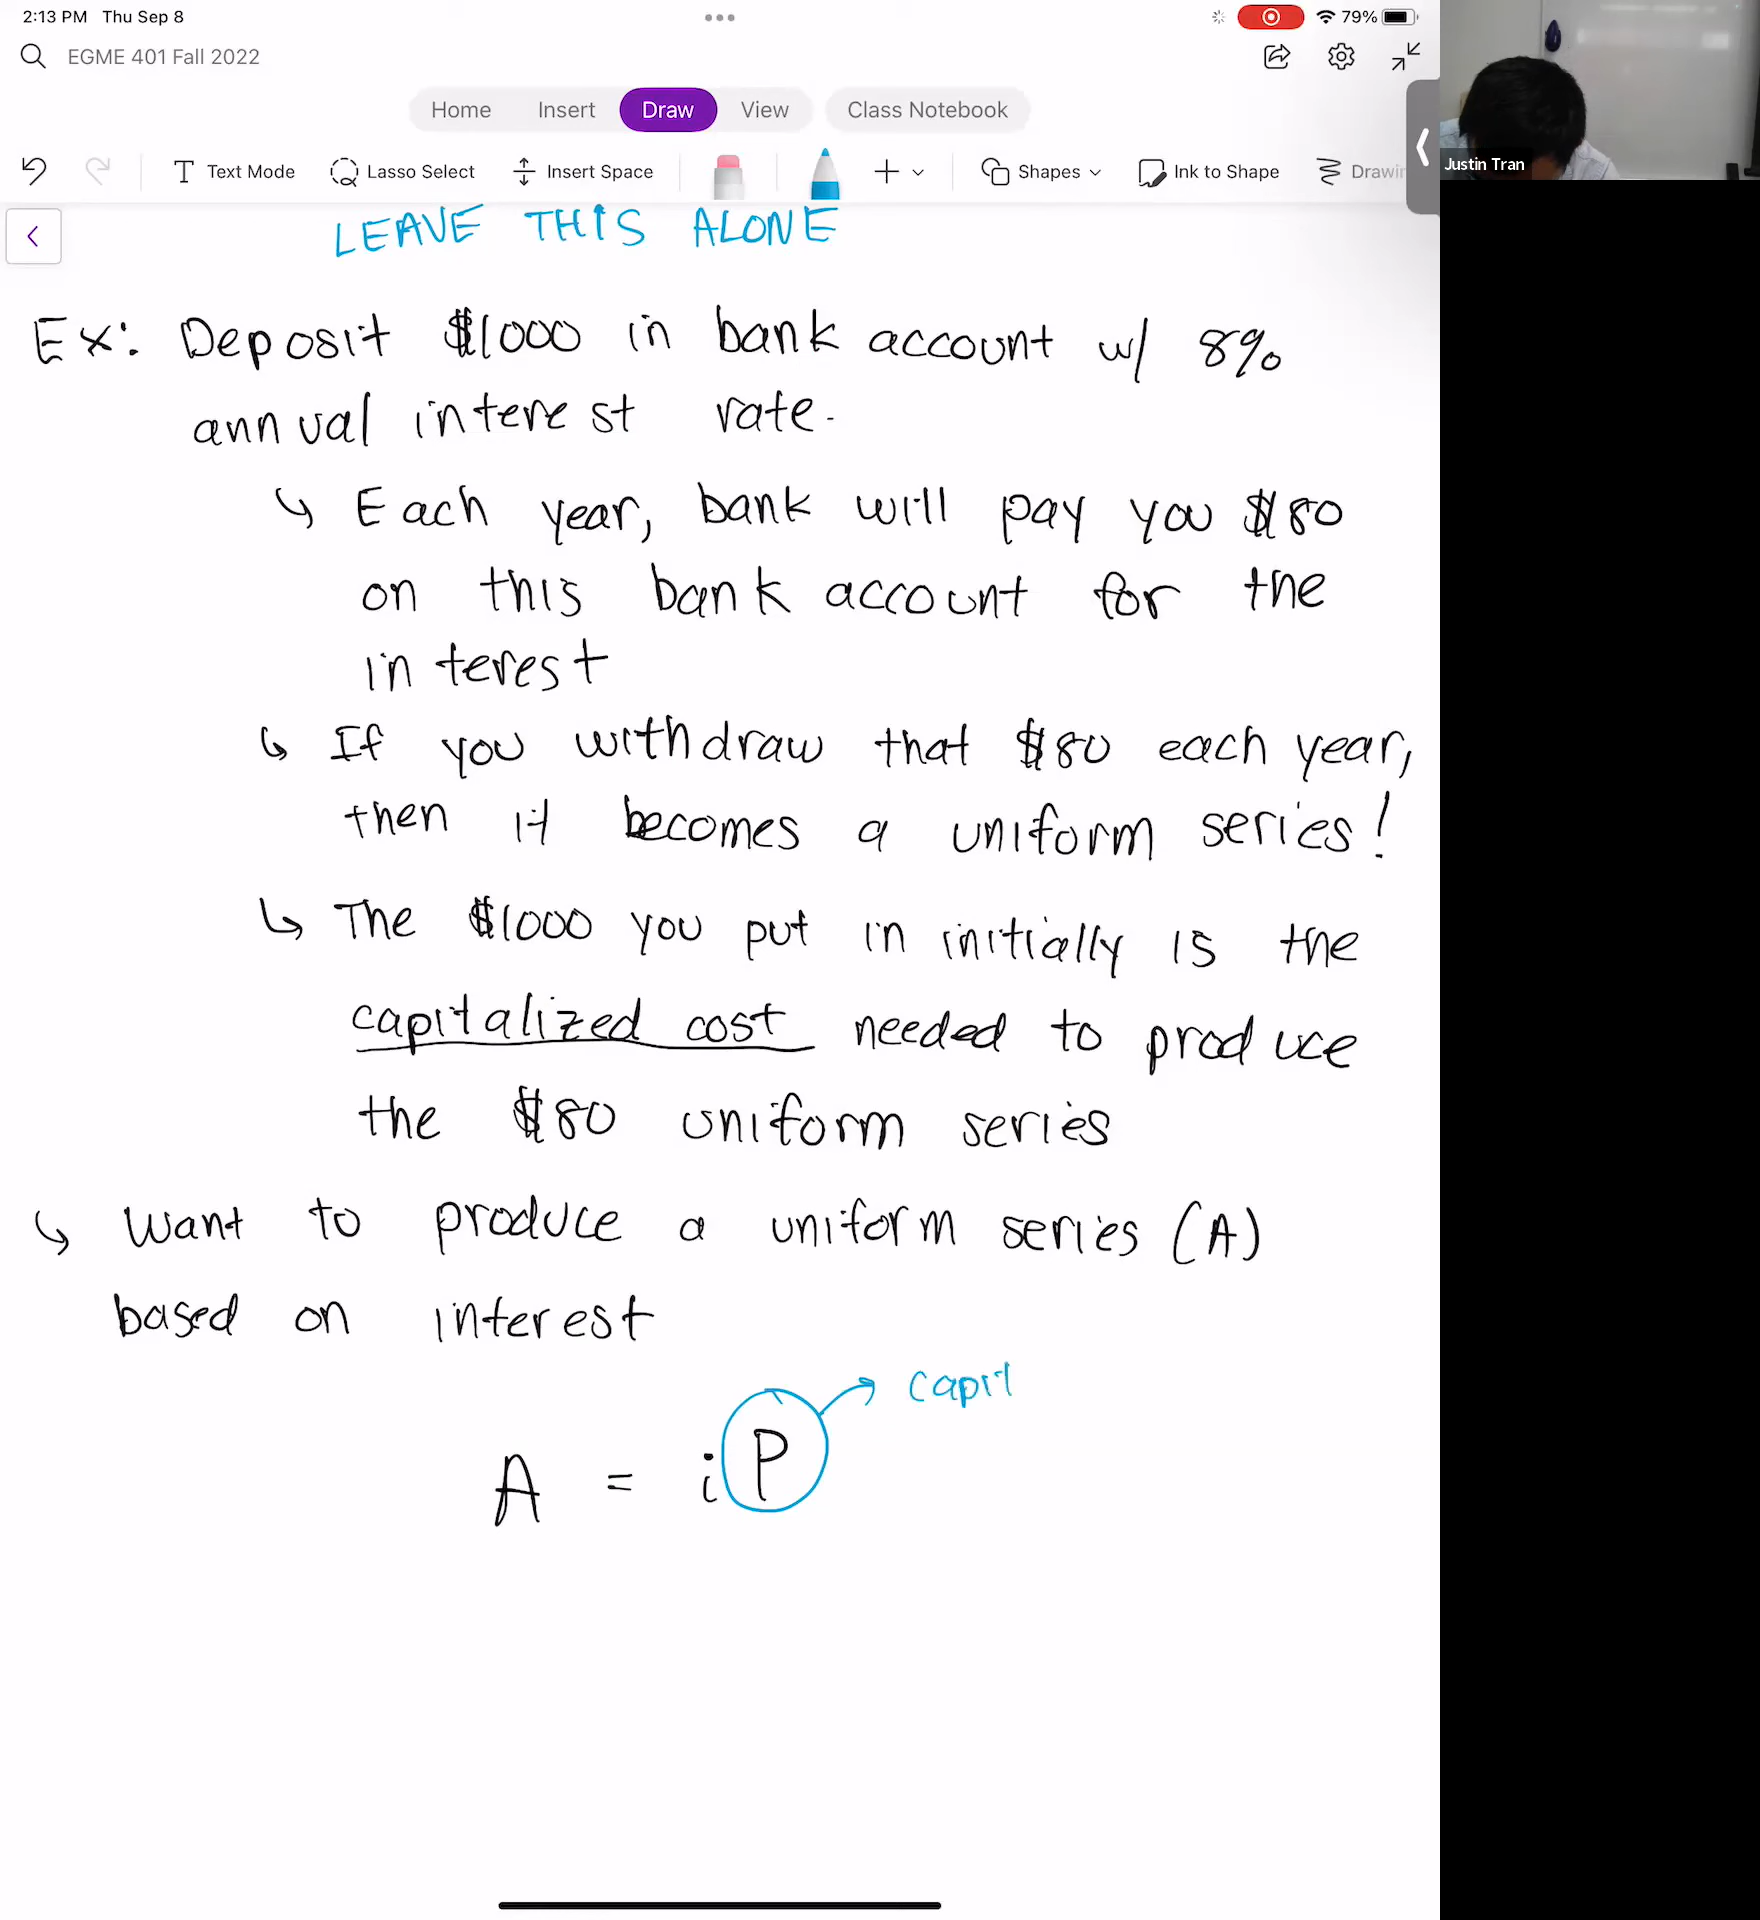 2:13 PM Thu Sep 8
79%
EGME 401 Fall 2022
Home Insert Draw View Class Notebook
Text Mode Lasso Select Insert Space Shapes Ink to Shape Drawi
Justin Tran
LEAVE THIS ALONE
Ex: Deposit $1000 in bank account w/ 8%
annual interest rate.
↳ Each year, bank will pay you $80
on this bank account for the
interest
↳ If you withdraw that $80 each year,
then it becomes a uniform series!
↳ The $1000 you put in initially is the
capitalized cost needed to produce
the $80 uniform series
↳ Want to produce a uniform series (A)
based on interest
→ capit
A = iP